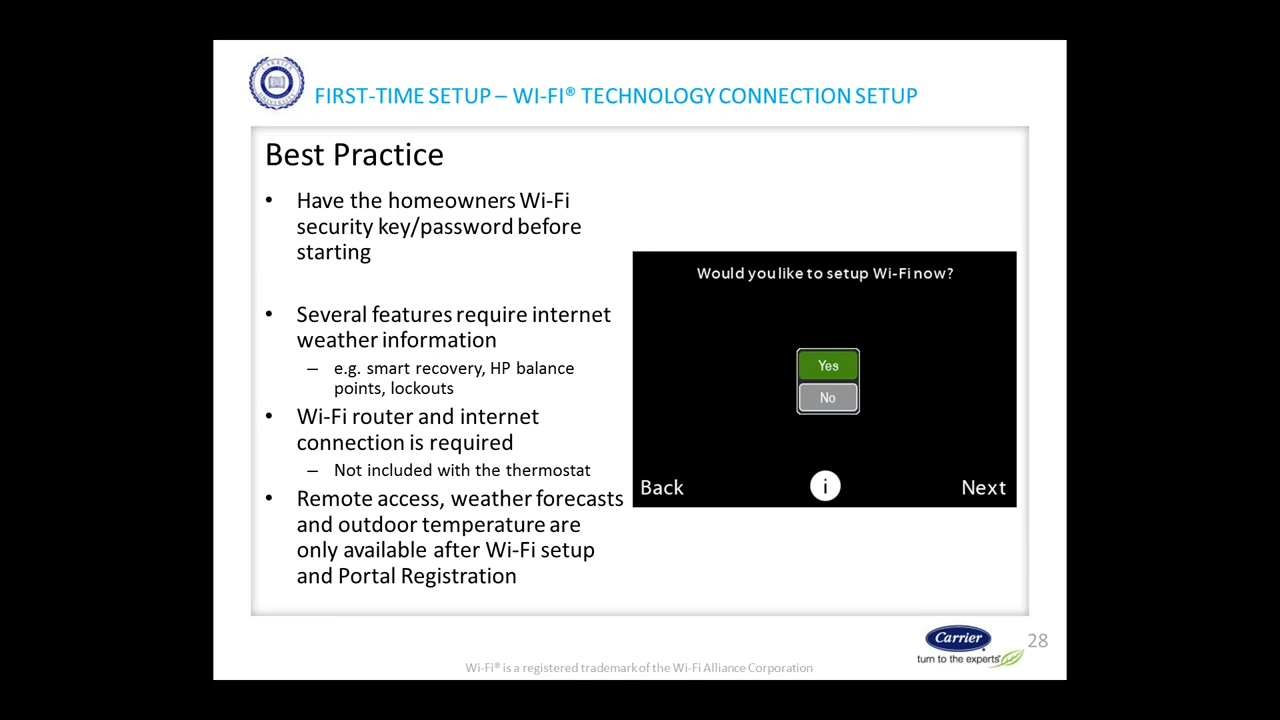 FIRST-TIME SETUP – WI-FI® TECHNOLOGY CONNECTION SETUP
Best Practice
• Have the homeowners Wi-Fi
security key/password before
starting
• Several features require internet
weather information
– e.g. smart recovery, HP balance
points, lockouts
• Wi-Fi router and internet
connection is required
– Not included with the thermostat
• Remote access, weather forecasts
and outdoor temperature are
only available after Wi-Fi setup
and Portal Registration
Would you like to setup Wi-Fi now?
Yes
No
Back
i
Next
Carrier
turn to the experts
28
Wi-Fi® is a registered trademark of the Wi-Fi Alliance Corporation